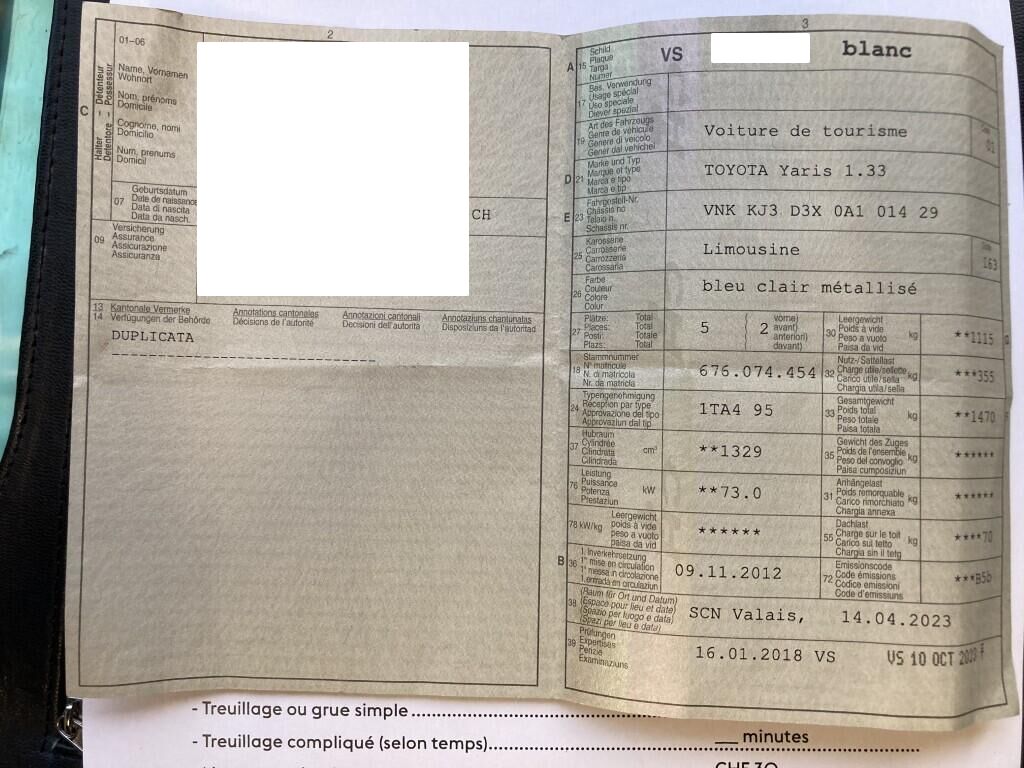 2
01–06
C
Halter – Détenteur
Detentore – Possessur
Name, Vornamen
Wohnort
Nom, prénoms
Domicile
Cognome, nomi
Domicilio
Num, prenums
Domicil
07
Geburtsdatum
Date de naissance
Data di nascita
Data da nasch.
CH
09
Versicherung
Assurance
Assicurazione
Assicuranza
13 Kantonale Vermerke Annotations cantonales Annotazioni cantonali Annotaziuns chantunalas
14 Verfügungen der Behörde Décisions de l'autorité Decisioni dell'autorità Disposiziuns da l'autoritad
DUPLICATA
3
A 15
Schild
Plaque
Targa
Numer
VS
blanc
17
Bes. Verwendung
Usage spécial
Uso speciale
Diever spezial
19
Art des Fahrzeugs
Genre de véhicule
Genere di veicolo
Gener dal vehichel
Voiture de tourisme
Code
01
D 21
Marke und Typ
Marque et type
Marca e tipo
Marca e tip
TOYOTA Yaris 1.33
E 23
Fahrgestell-Nr.
Châssis no
Telaio n.
Schassis nr.
VNK KJ3 D3X 0A1 014 29
25
Karosserie
Carrosserie
Carrozzeria
Carossaria
Limousine
Code
163
26
Farbe
Couleur
Colore
Colur
bleu clair métallisé
27
Plätze: Total
Places: Total
Posti: Totale
Plazs: Total
5
2
vorne)
avant)
anteriori)
davant)
30
Leergewicht
Poids à vide
Peso a vuoto
Paisa da vid
kg
**1115
18
Stammnummer
N° matricule
N. di matricola
Nr. da matricla
676.074.454
32
Nutz-/Sattellast
Charge utile/sellette
Carico utile/sella
Chargia utila/sella
kg
***355
24
Typengenehmigung
Réception par type
Approvazione del tipo
Approvaziun dal tip
1TA4 95
33
Gesamtgewicht
Poids total
Peso totale
Paisa totala
kg
**1470
37
Hubraum
Cylindrée
Cilindrata
Cilindrada
cm³
**1329
35
Gewicht des Zuges
Poids de l'ensemble
Peso del convoglio
Paisa cumposiziun
kg
******
76
Leistung
Puissance
Potenza
Prestaziun
kW
**73.0
31
Anhängelast
Poids remorquable
Carico rimorchiato
Chargia annexa
kg
******
78 kW/kg
Leergewicht
poids à vide
peso a vuoto
paisa da vid
******
55
Dachlast
Charge sur le toit
Carico sul tetto
Chargia sin il tetg
kg
****70
B 36
1. Inverkehrsetzung
1re mise en circulation
1a messa in circolazione
1. entrada en circulaziun
09.11.2012
72
Emissionscode
Code émissions
Codice emissioni
Code d'emissiuns
***B5b
38
(Raum für Ort und Datum)
(Espace pour lieu et date)
(Spazio per luogo e data)
(Spazi per lieu e data)
SCN Valais, 14.04.2023
39
Prüfungen
Expertises
Perizie
Examinaziuns
16.01.2018 VS
VS 10 OCT
- Treuillage ou grue simple
- Treuillage compliqué (selon temps)
__ minutes